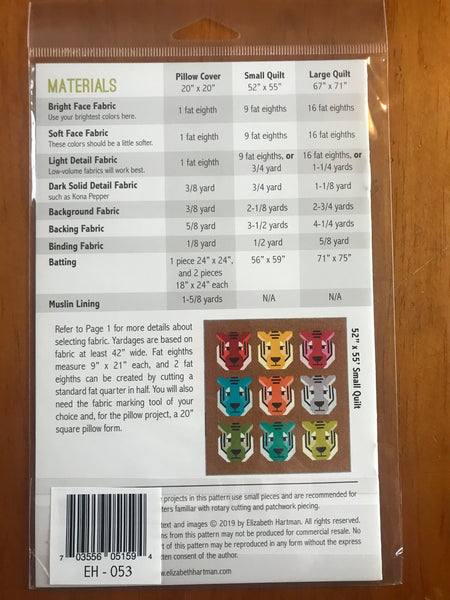 MATERIALS
Pillow Cover
20" x 20"
Small Quilt
52" x 55"
Large Quilt
67" x 71"
Bright Face Fabric
Use your brightest colors here.
1 fat eighth
9 fat eighths
16 fat eighths
Soft Face Fabric
These colors should be a little softer.
1 fat eighth
9 fat eighths
16 fat eighths
Light Detail Fabric
Low-volume fabrics will work best.
1 fat eighth
9 fat eighths, or
3/4 yard
16 fat eighths, or
1-1/4 yards
Dark Solid Detail Fabric
such as Kona Pepper
3/8 yard
3/4 yard
1-1/8 yard
Background Fabric
3/8 yard
2-1/8 yards
2-3/4 yards
Backing Fabric
5/8 yard
3-1/2 yards
4-1/4 yards
Binding Fabric
1/8 yard
1/2 yard
5/8 yard
Batting
1 piece 24" x 24",
and 2 pieces
18" x 24" each
56" x 59"
71" x 75"
Muslin Lining
1-5/8 yards
N/A
N/A
Refer to Page 1 for more details about
selecting fabric. Yardages are based on
fabric at least 42" wide. Fat eighths
measure 9" x 21" each, and 2 fat
eighths can be created by cutting a
standard fat quarter in half. You will also
need the fabric marking tool of your
choice and, for the pillow project, a 20"
square pillow form.
52" x 55' Small Quilt
e projects in this pattern use small pieces and are recommended for
ters familiar with rotary cutting and patchwork piecing.
text and images © 2019 by Elizabeth Hartman. All rights reserved.
ms made from this pattern may not be produced for commercial resale. No
t of this pattern may be reproduced in any form without the express
tten consent of the author.
w.elizabethhartman.com
7 03556 05159 4
EH - 053